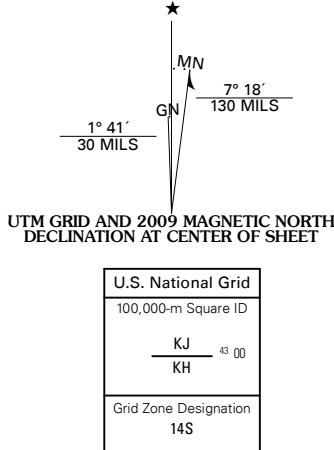 ★
MN
GN
7° 18´
130 MILS
1° 41´
30 MILS
UTM GRID AND 2009 MAGNETIC NORTH
DECLINATION AT CENTER OF SHEET
U.S. National Grid
100,000-m Square ID
KJ
43 00
KH
Grid Zone Designation
14S